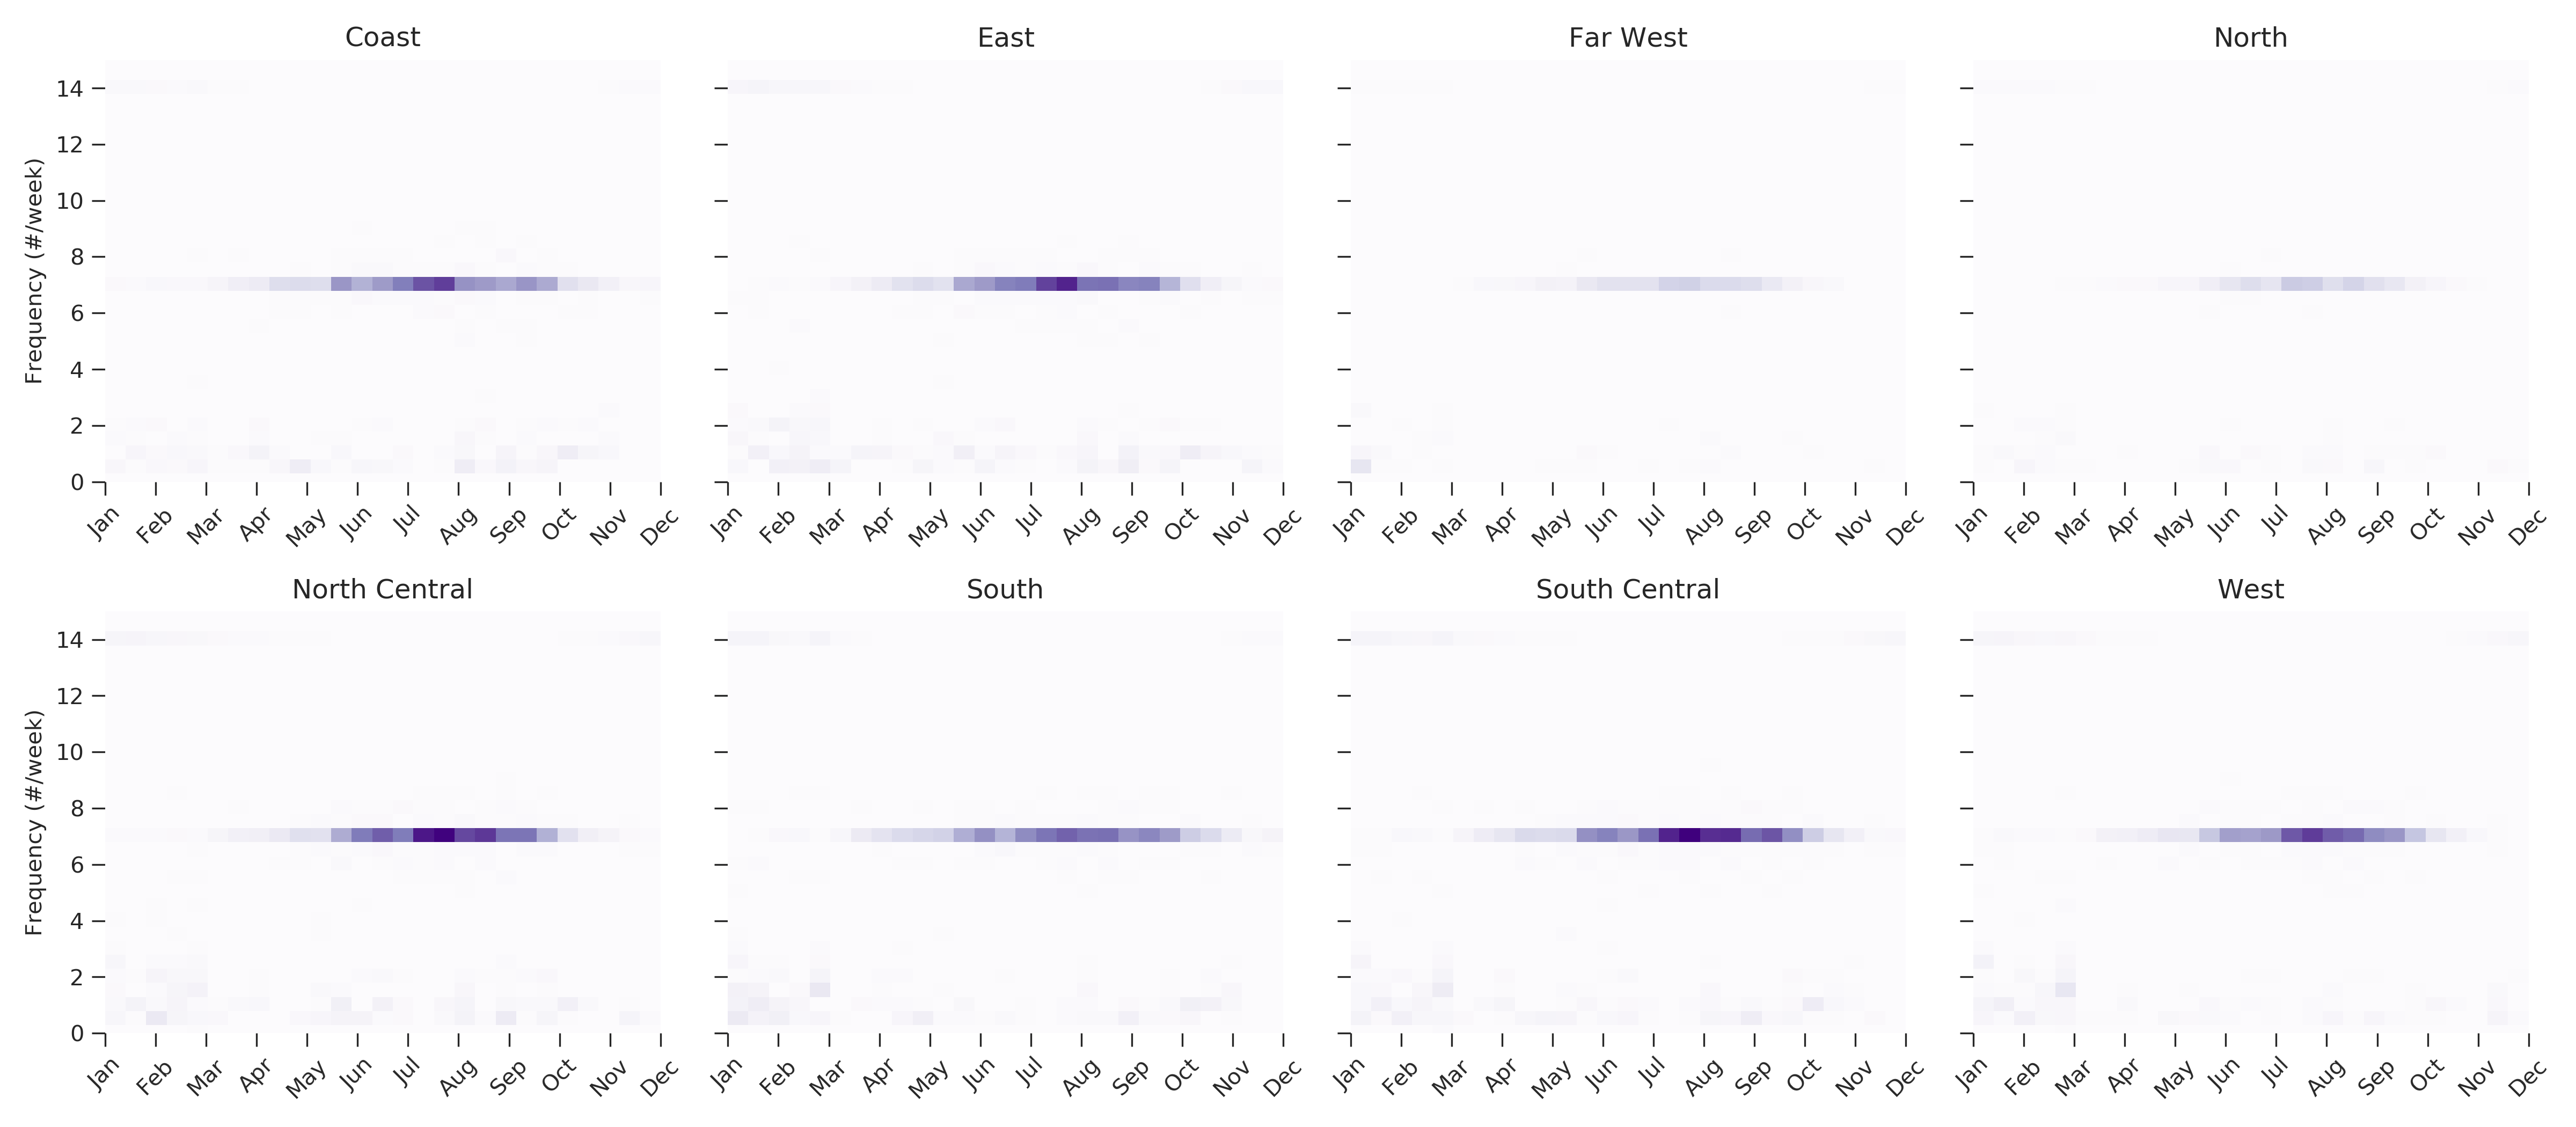 Coast East Far West North
Frequency (#/week)
14
12
10
8
6
4
2
0
Jan Feb Mar Apr May Jun Jul Aug Sep Oct Nov Dec
Jan Feb Mar Apr May Jun Jul Aug Sep Oct Nov Dec
Jan Feb Mar Apr May Jun Jul Aug Sep Oct Nov Dec
Jan Feb Mar Apr May Jun Jul Aug Sep Oct Nov Dec
North Central South South Central West
Frequency (#/week)
14
12
10
8
6
4
2
0
Jan Feb Mar Apr May Jun Jul Aug Sep Oct Nov Dec
Jan Feb Mar Apr May Jun Jul Aug Sep Oct Nov Dec
Jan Feb Mar Apr May Jun Jul Aug Sep Oct Nov Dec
Jan Feb Mar Apr May Jun Jul Aug Sep Oct Nov Dec